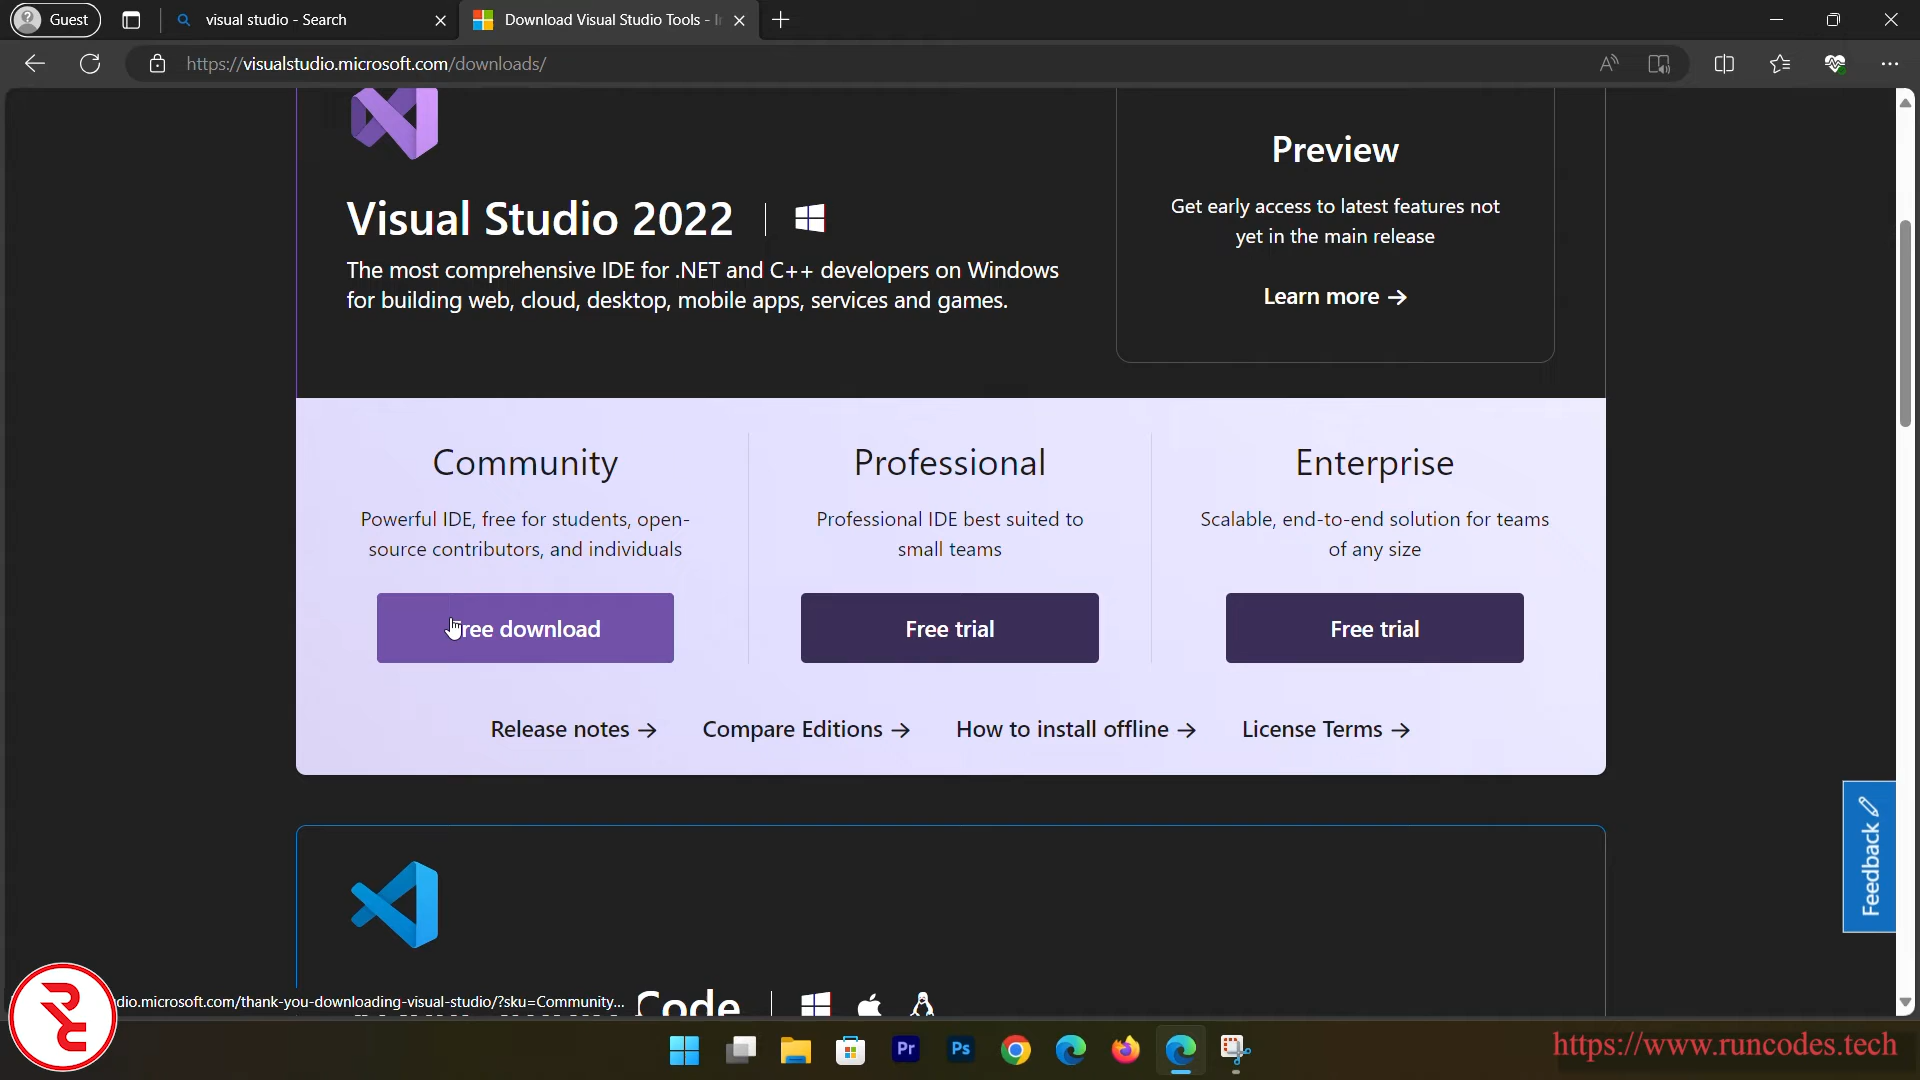 Guest
visual studio - Search
Download Visual Studio Tools - I
https://visualstudio.microsoft.com/downloads/
Visual Studio 2022
The most comprehensive IDE for .NET and C++ developers on Windows
for building web, cloud, desktop, mobile apps, services and games.
Preview
Get early access to latest features not
yet in the main release
Learn more →
Community
Powerful IDE, free for students, open-
source contributors, and individuals
Free download
Professional
Professional IDE best suited to
small teams
Free trial
Enterprise
Scalable, end-to-end solution for teams
of any size
Free trial
Release notes → Compare Editions → How to install offline → License Terms →
Feedback
Code
dio.microsoft.com/thank-you-downloading-visual-studio/?sku=Community...
Pr
Ps
https://www.runcodes.tech